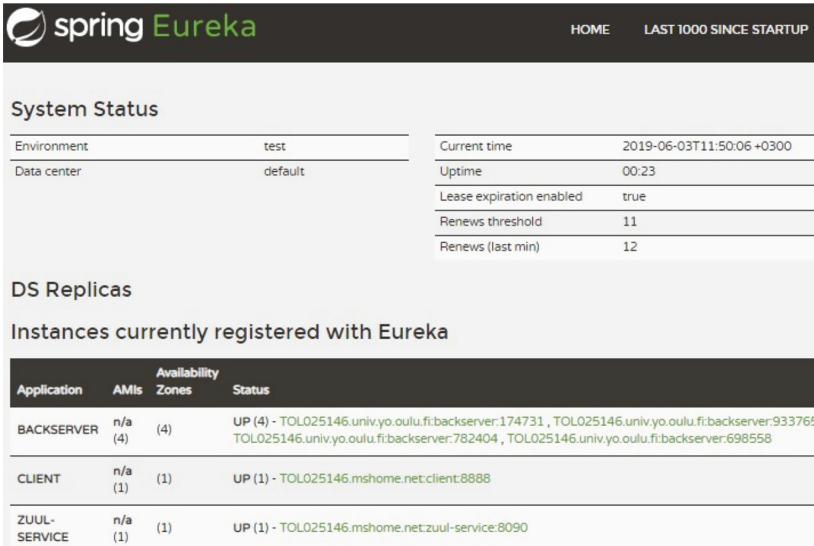 spring Eureka
HOME LAST 1000 SINCE STARTUP
System Status
Environment test
Data center default
Current time 2019-06-03T11:50:06 +0300
Uptime 00:23
Lease expiration enabled true
Renews threshold 11
Renews (last min) 12
DS Replicas
Instances currently registered with Eureka
Application AMIs Availability Zones Status
BACKSERVER n/a (4) (4) UP (4) - TOL025146.univ.yo.oulu.fi:backserver:174731 , TOL025146.univ.yo.oulu.fi:backserver:933765
TOL025146.univ.yo.oulu.fi:backserver:782404 , TOL025146.univ.yo.oulu.fi:backserver:698558
CLIENT n/a (1) (1) UP (1) - TOL025146.mshome.net:client:8888
ZUUL-SERVICE n/a (1) (1) UP (1) - TOL025146.mshome.net:zuul-service:8090